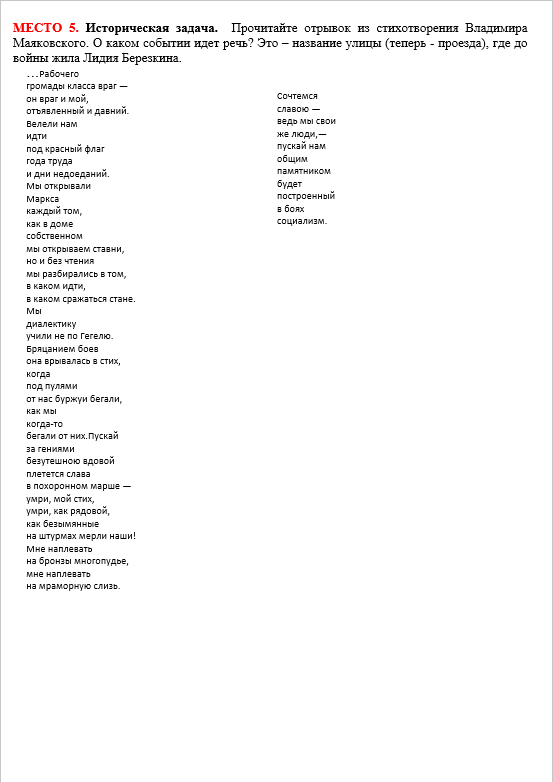 МЕСТО 5. Историческая задача. Прочитайте отрывок из стихотворения Владимира
Маяковского. О каком событии идет речь? Это – название улицы (теперь - проезда), где до
войны жила Лидия Березкина.
...Рабочего
громады класса враг —
он враг и мой,
отъявленный и давний.
Велели нам
идти
под красный флаг
года труда
и дни недоеданий.
Мы открывали
Маркса
каждый том,
как в доме
собственном
мы открываем ставни,
но и без чтения
мы разбирались в том,
в каком идти,
в каком сражаться стане.
Мы
диалектику
учили не по Гегелю.
Бряцанием боев
она врывалась в стих,
когда
под пулями
от нас буржуи бегали,
как мы
когда-то
бегали от них.Пускай
за гениями
безутешною вдовой
плетется слава
в похоронном марше —
умри, мой стих,
умри, как рядовой,
как безымянные
на штурмах мерли наши!
Мне наплевать
на бронзы многопудье,
мне наплевать
на мраморную слизь.
Сочтемся
славою —
ведь мы свои
же люди,—
пускай нам
общим
памятником
будет
построенный
в боях
социализм.